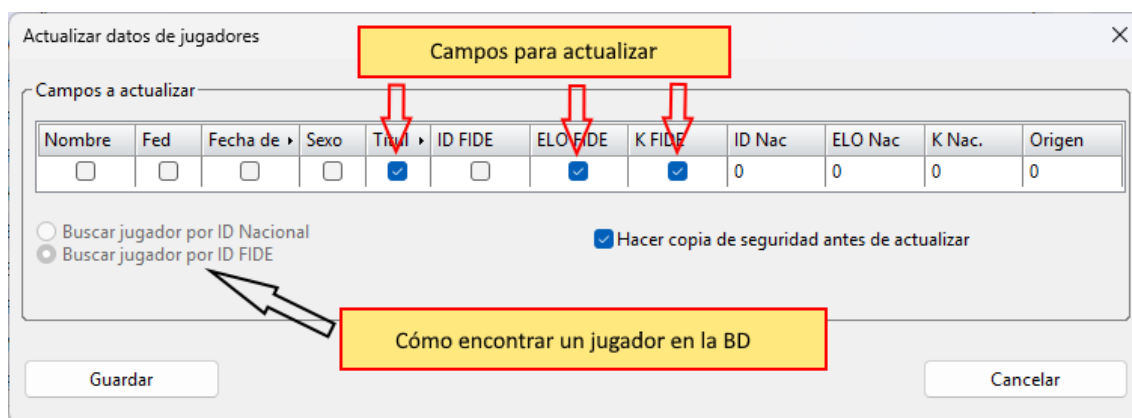 Actualizar datos de jugadores
Campos para actualizar
Campos a actualizar
Nombre Fed Fecha de Sexo Titul ID FIDE ELO FIDE K FIDE ID Nac ELO Nac K Nac. Origen
0 0 0 0
Buscar jugador por ID Nacional
Buscar jugador por ID FIDE
Hacer copia de seguridad antes de actualizar
Cómo encontrar un jugador en la BD
Guardar
Cancelar